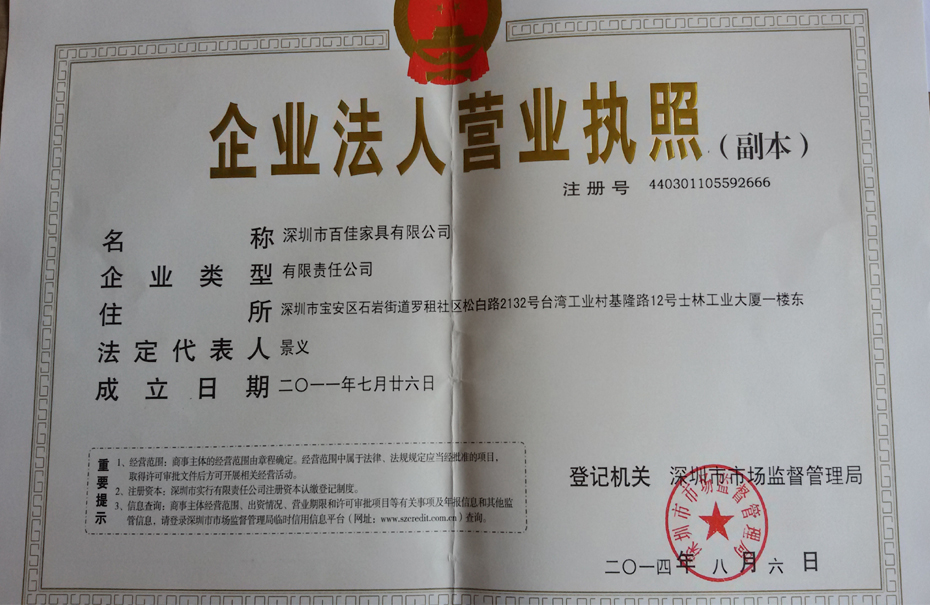 企业法人营业执照（副本）
注册号 440301105592666
名称 深圳市百佳家具有限公司
企业类型 有限责任公司
住所 深圳市宝安区石岩街道罗租社区松白路2132号台湾工业村基隆路12号士林工业大厦一楼东
法定代表人 景义
成立日期 二〇一一年七月廿六日
重要提示
1、经营范围：商事主体的经营范围由章程确定。经营范围中属于法律、法规规定应当经批准的项目，
取得许可审批文件后方可开展相关经营活动。
2、注册资本：深圳市实行有限责任公司注册资本认缴登记制度。
3、信息查询：商事主体经营范围、出资情况、营业期限和许可审批项目等有关事项及年报信息和其他监
管信息，请登录深圳市市场监督管理局临时信用信息平台（网址：www.szcredit.com.cn）查询。
登记机关 深圳市市场监督管理局
深圳市市场监督管理局
二〇一四年八月六日